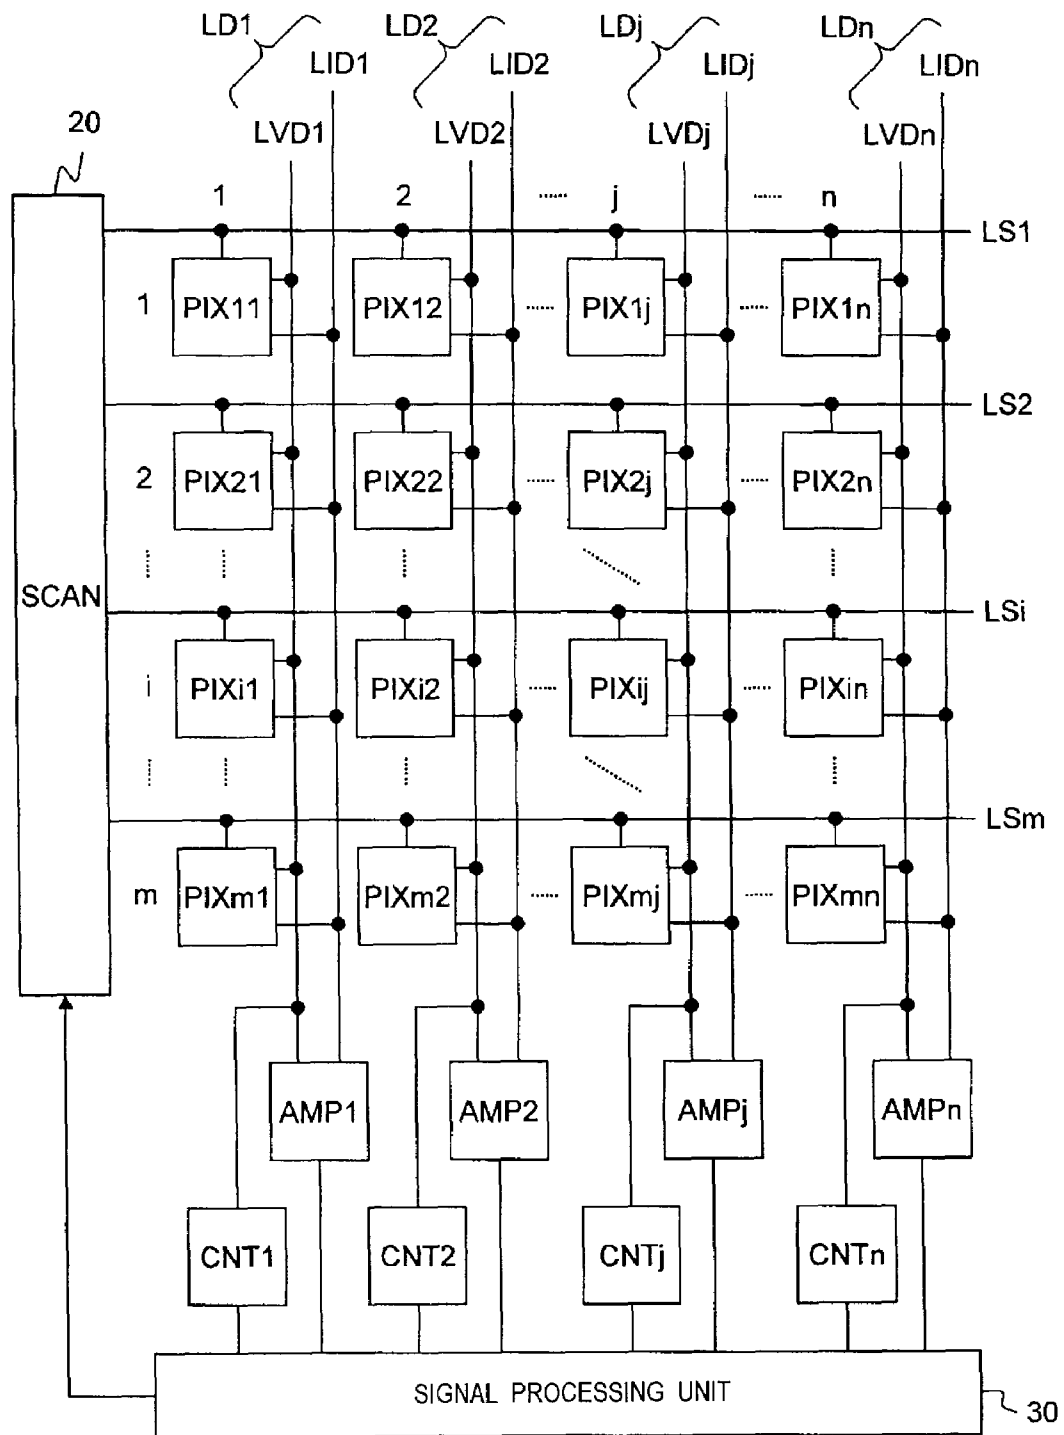 LD1 LD2 LDj LDn
LID1 LID2 LIDj LIDn
20
LVD1 LVD2 LVDj LVDn
1 2 ...... j ...... n
LS1
1 PIX11 PIX12 ...... PIX1j ...... PIX1n
LS2
2 PIX21 PIX22 ...... PIX2j ...... PIX2n
SCAN
LSi
i PIXi1 PIXi2 ...... PIXij ...... PIXin
LSm
m PIXm1 PIXm2 ...... PIXmj ...... PIXmn
AMP1 AMP2 AMPj AMPn
CNT1 CNT2 CNTj CNTn
SIGNAL PROCESSING UNIT
30